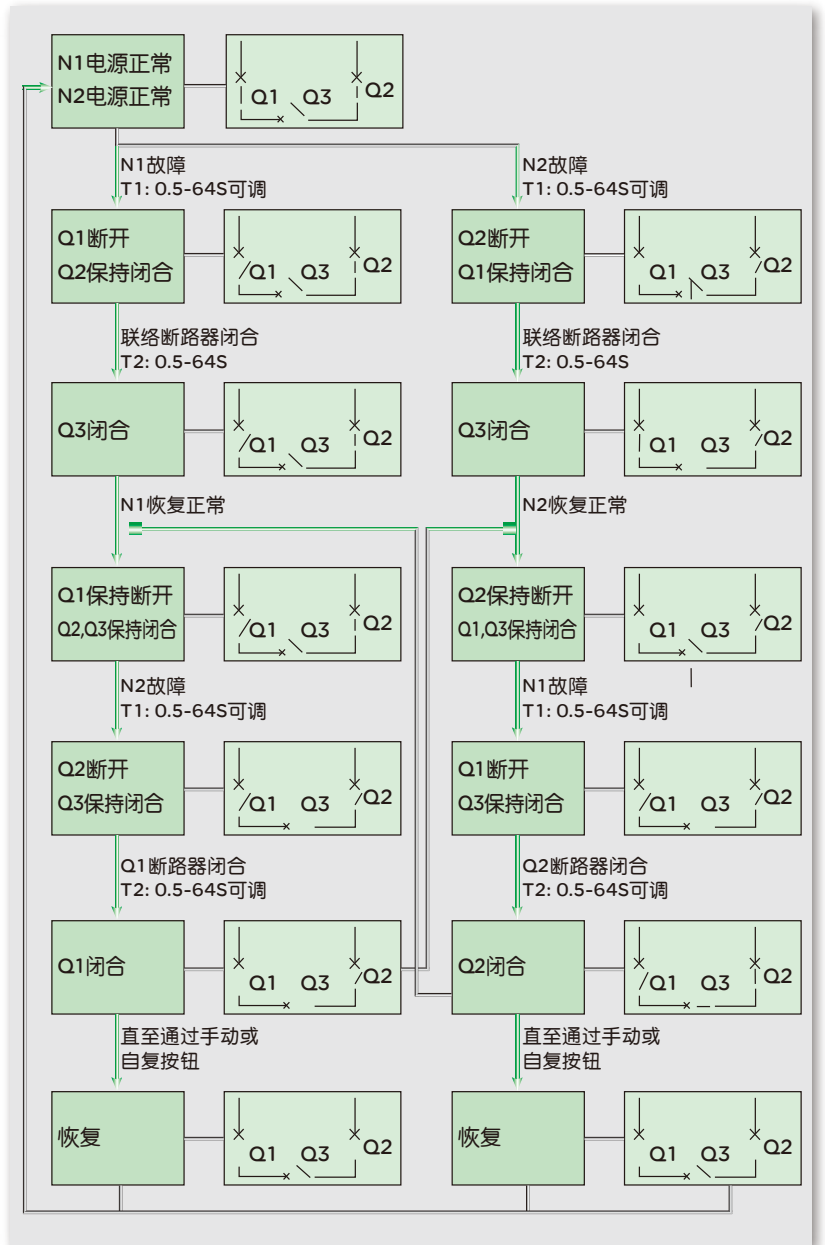 N1电源正常
N2电源正常
Q1 Q3 Q2
N1故障
T1: 0.5-64S可调
N2故障
T1: 0.5-64S可调
Q1断开
Q2保持闭合
Q1 Q3 Q2
Q2断开
Q1保持闭合
Q1 Q3 Q2
联络断路器闭合
T2: 0.5-64S
联络断路器闭合
T2: 0.5-64S
Q3闭合
Q1 Q3 Q2
Q3闭合
Q1 Q3 Q2
N1恢复正常
N2恢复正常
Q1保持断开
Q2,Q3保持闭合
Q1 Q3 Q2
Q2保持断开
Q1,Q3保持闭合
Q1 Q3 Q2
N2故障
T1: 0.5-64S可调
N1故障
T1: 0.5-64S可调
Q2断开
Q3保持闭合
Q1 Q3 Q2
Q1断开
Q3保持闭合
Q1 Q3 Q2
Q1断路器闭合
T2: 0.5-64S可调
Q2断路器闭合
T2: 0.5-64S可调
Q1闭合
Q1 Q3 Q2
Q2闭合
Q1 Q3 Q2
直至通过手动或
自复按钮
直至通过手动或
自复按钮
恢复
Q1 Q3 Q2
恢复
Q1 Q3 Q2